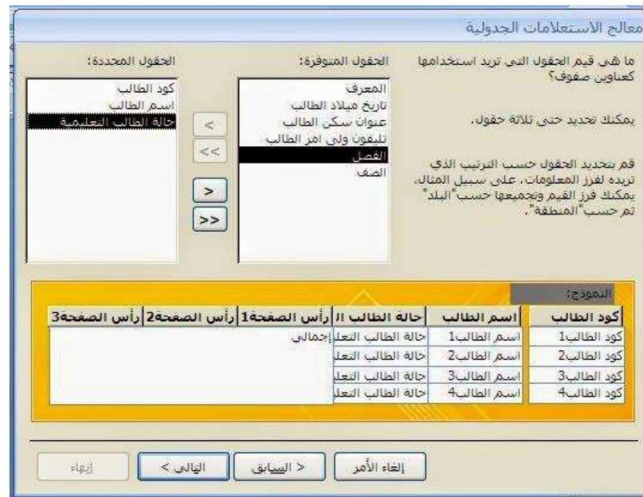 معالج الاستعلامات الجدولية
ما هي قيم الحقول التي تريد استخدامها
كعناوين صفوف؟
يمكنك تحديد حتى ثلاثة حقول.
قم بتحديد الحقول حسب الترتيب الذي
تريده لفرز المعلومات. على سبيل المثال،
يمكنك فرز القيم وتجميعها حسب"البلد"
ثم حسب"المنطقة".
الحقول المتوفرة:
المعرف
تاريخ ميلاد الطالب
عنوان سكن الطالب
تليفون ولي امر الطالب
الفصل
الصف
>
>>
<
<<
الحقول المحددة:
كود الطالب
اسم الطالب
حالة الطالب التعليمية
النموذج:
كود الطالب اسم الطالب حالة الطالب ال رأس الصفحة1 رأس الصفحة2 رأس الصفحة3
كود الطالب1 اسم الطالب1 حالة الطالب التعلي إجمالي
كود الطالب2 اسم الطالب2 حالة الطالب التعلي
كود الطالب3 اسم الطالب3 حالة الطالب التعلي
كود الطالب4 اسم الطالب4 حالة الطالب التعلي
إلغاء الأمر
< السابق
التالي >
إنهاء